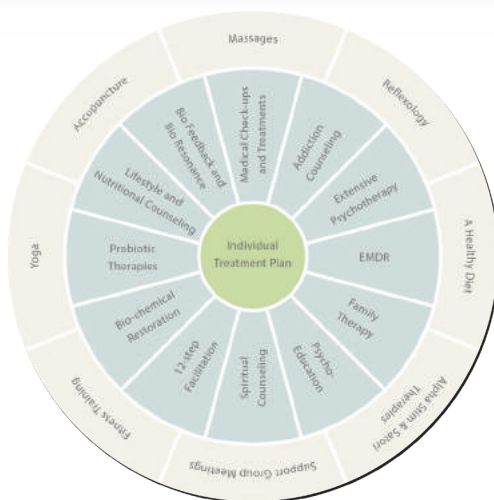 Massages
Reflexology
A Healthy Diet
Alpha Stim & Satori
Therapies
Support Group Meetings
Fitness Training
Yoga
Accupuncture
Medical Check-ups
and Treatments
Addiction
Counseling
Extensive
Psychotherapy
EMDR
Family
Therapy
Psycho-
Education
Spiritual
Counseling
12-step
Facilitation
Bio-chemical
Restoration
Probiotic
Therapies
Lifestyle and
Nutritional Counseling
Bio Feedback and
Bio Resonance
Individual
Treatment Plan